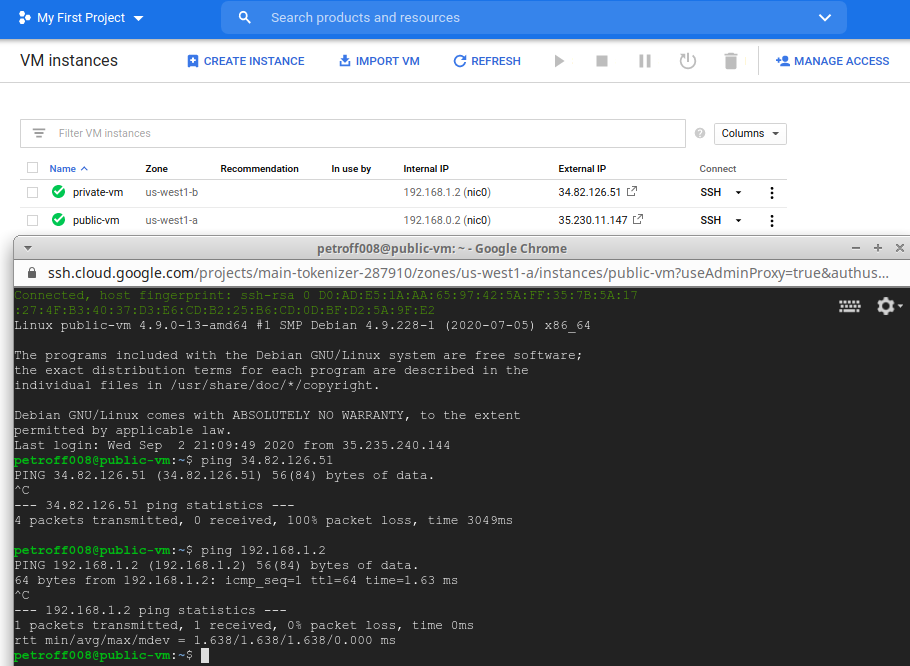 My First Project
Search products and resources
VM instances CREATE INSTANCE IMPORT VM REFRESH MANAGE ACCESS
Filter VM instances Columns
Name Zone Recommendation In use by Internal IP External IP Connect
private-vm us-west1-b 192.168.1.2 (nic0) 34.82.126.51 SSH
public-vm us-west1-a 192.168.0.2 (nic0) 35.230.11.147 SSH
petroff008@public-vm: ~ - Google Chrome
ssh.cloud.google.com/projects/main-tokenizer-287910/zones/us-west1-a/instances/public-vm?useAdminProxy=true&authus...
Connected, host fingerprint: ssh-rsa 0 D0:AD:E5:1A:AA:65:97:42:5A:FF:35:7B:5A:17
:27:4F:B3:40:37:D3:E6:CD:B2:25:B6:CD:0D:BF:D2:5A:9F:E2
Linux public-vm 4.9.0-13-amd64 #1 SMP Debian 4.9.228-1 (2020-07-05) x86_64
The programs included with the Debian GNU/Linux system are free software;
the exact distribution terms for each program are described in the
individual files in /usr/share/doc/*/copyright.
Debian GNU/Linux comes with ABSOLUTELY NO WARRANTY, to the extent
permitted by applicable law.
Last login: Wed Sep  2 21:09:49 2020 from 35.235.240.144
petroff008@public-vm:~$ ping 34.82.126.51
PING 34.82.126.51 (34.82.126.51) 56(84) bytes of data.
^C
--- 34.82.126.51 ping statistics ---
4 packets transmitted, 0 received, 100% packet loss, time 3049ms
petroff008@public-vm:~$ ping 192.168.1.2
PING 192.168.1.2 (192.168.1.2) 56(84) bytes of data.
64 bytes from 192.168.1.2: icmp_seq=1 ttl=64 time=1.63 ms
^C
--- 192.168.1.2 ping statistics ---
1 packets transmitted, 1 received, 0% packet loss, time 0ms
rtt min/avg/max/mdev = 1.638/1.638/1.638/0.000 ms
petroff008@public-vm:~$